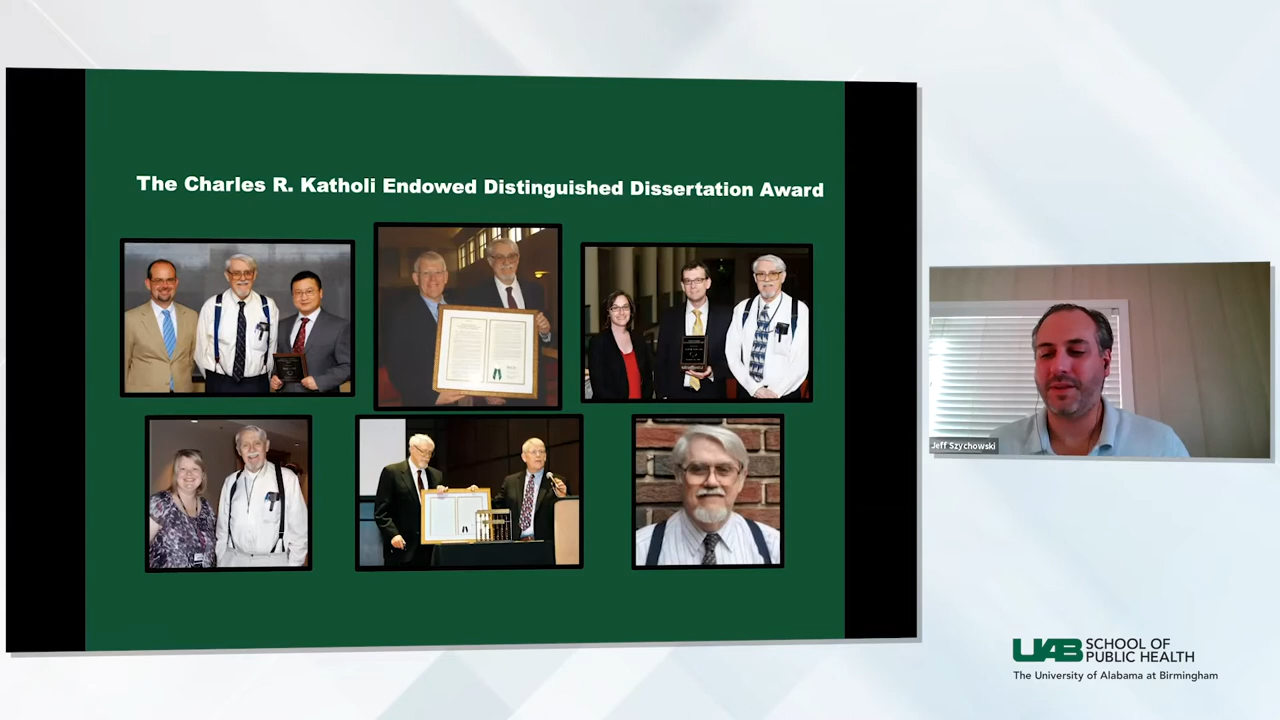 The Charles R. Katholi Endowed Distinguished Dissertation Award
Jeff Szychowski
UAB SCHOOL OF
PUBLIC HEALTH
The University of Alabama at Birmingham